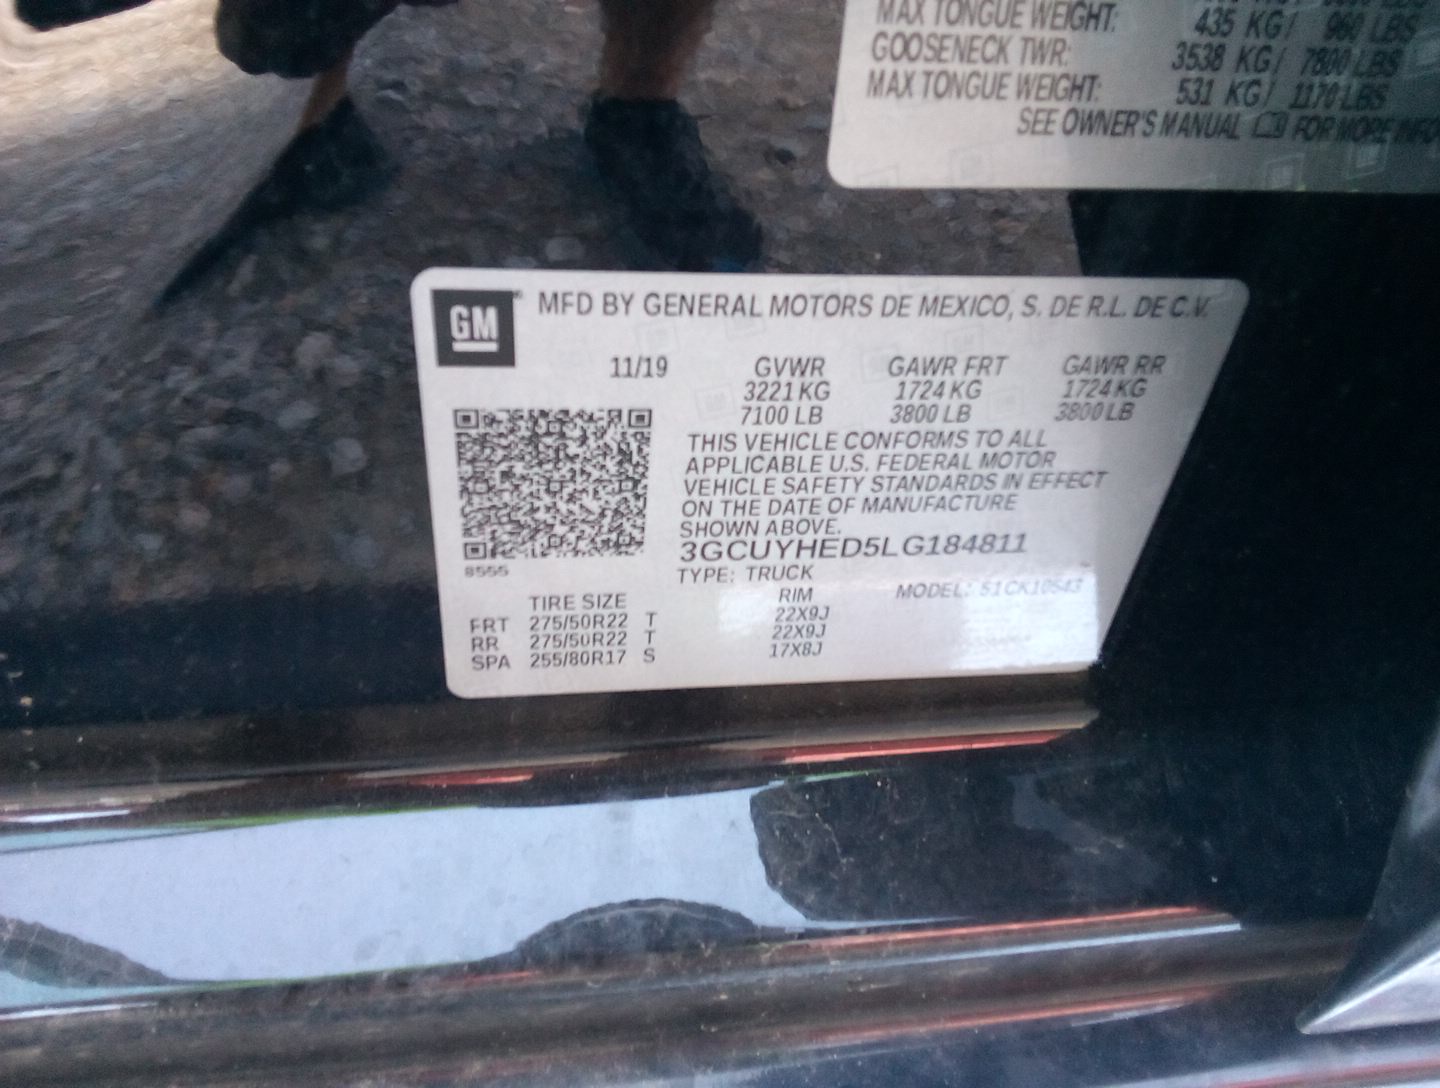 MAX TONGUE WEIGHT: 435 KG/ 960 LBS
GOOSENECK TWR: 3538 KG/ 7800 LBS
MAX TONGUE WEIGHT: 531 KG/ 1170 LBS
SEE OWNER'S MANUAL FOR MORE INFO
GM MFD BY GENERAL MOTORS DE MEXICO, S. DE R.L. DE C.V.
11/19 GVWR GAWR FRT GAWR RR
3221 KG 1724 KG 1724 KG
7100 LB 3800 LB 3800 LB
THIS VEHICLE CONFORMS TO ALL
APPLICABLE U.S. FEDERAL MOTOR
VEHICLE SAFETY STANDARDS IN EFFECT
ON THE DATE OF MANUFACTURE
SHOWN ABOVE.
3GCUYHED5LG184811
8555
TYPE: TRUCK
MODEL: 51CK10543
TIRE SIZE RIM
FRT 275/50R22 T 22X9J
RR 275/50R22 T 22X9J
SPA 255/80R17 S 17X8J